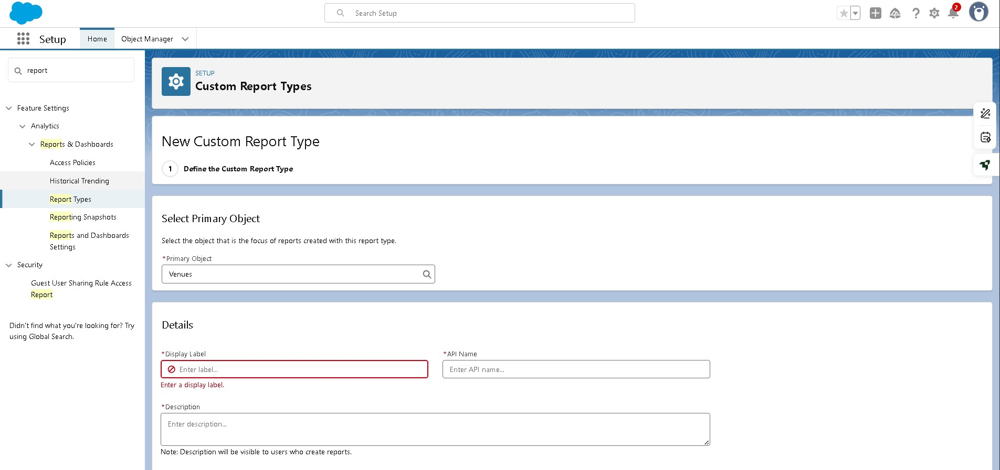 Search Setup
2
Setup
Home
Object Manager
report
Feature Settings
Analytics
Reports & Dashboards
Access Policies
Historical Trending
Report Types
Reporting Snapshots
Reports and Dashboards
Settings
Security
Guest User Sharing Rule Access
Report
Didn't find what you're looking for? Try
using Global Search.
SETUP
Custom Report Types
New Custom Report Type
1 Define the Custom Report Type
Select Primary Object
Select the object that is the focus of reports created with this report type.
*Primary Object
Venues
Details
*Display Label
Enter label...
Enter a display label.
*API Name
Enter API name...
*Description
Enter description...
Note: Description will be visible to users who create reports.